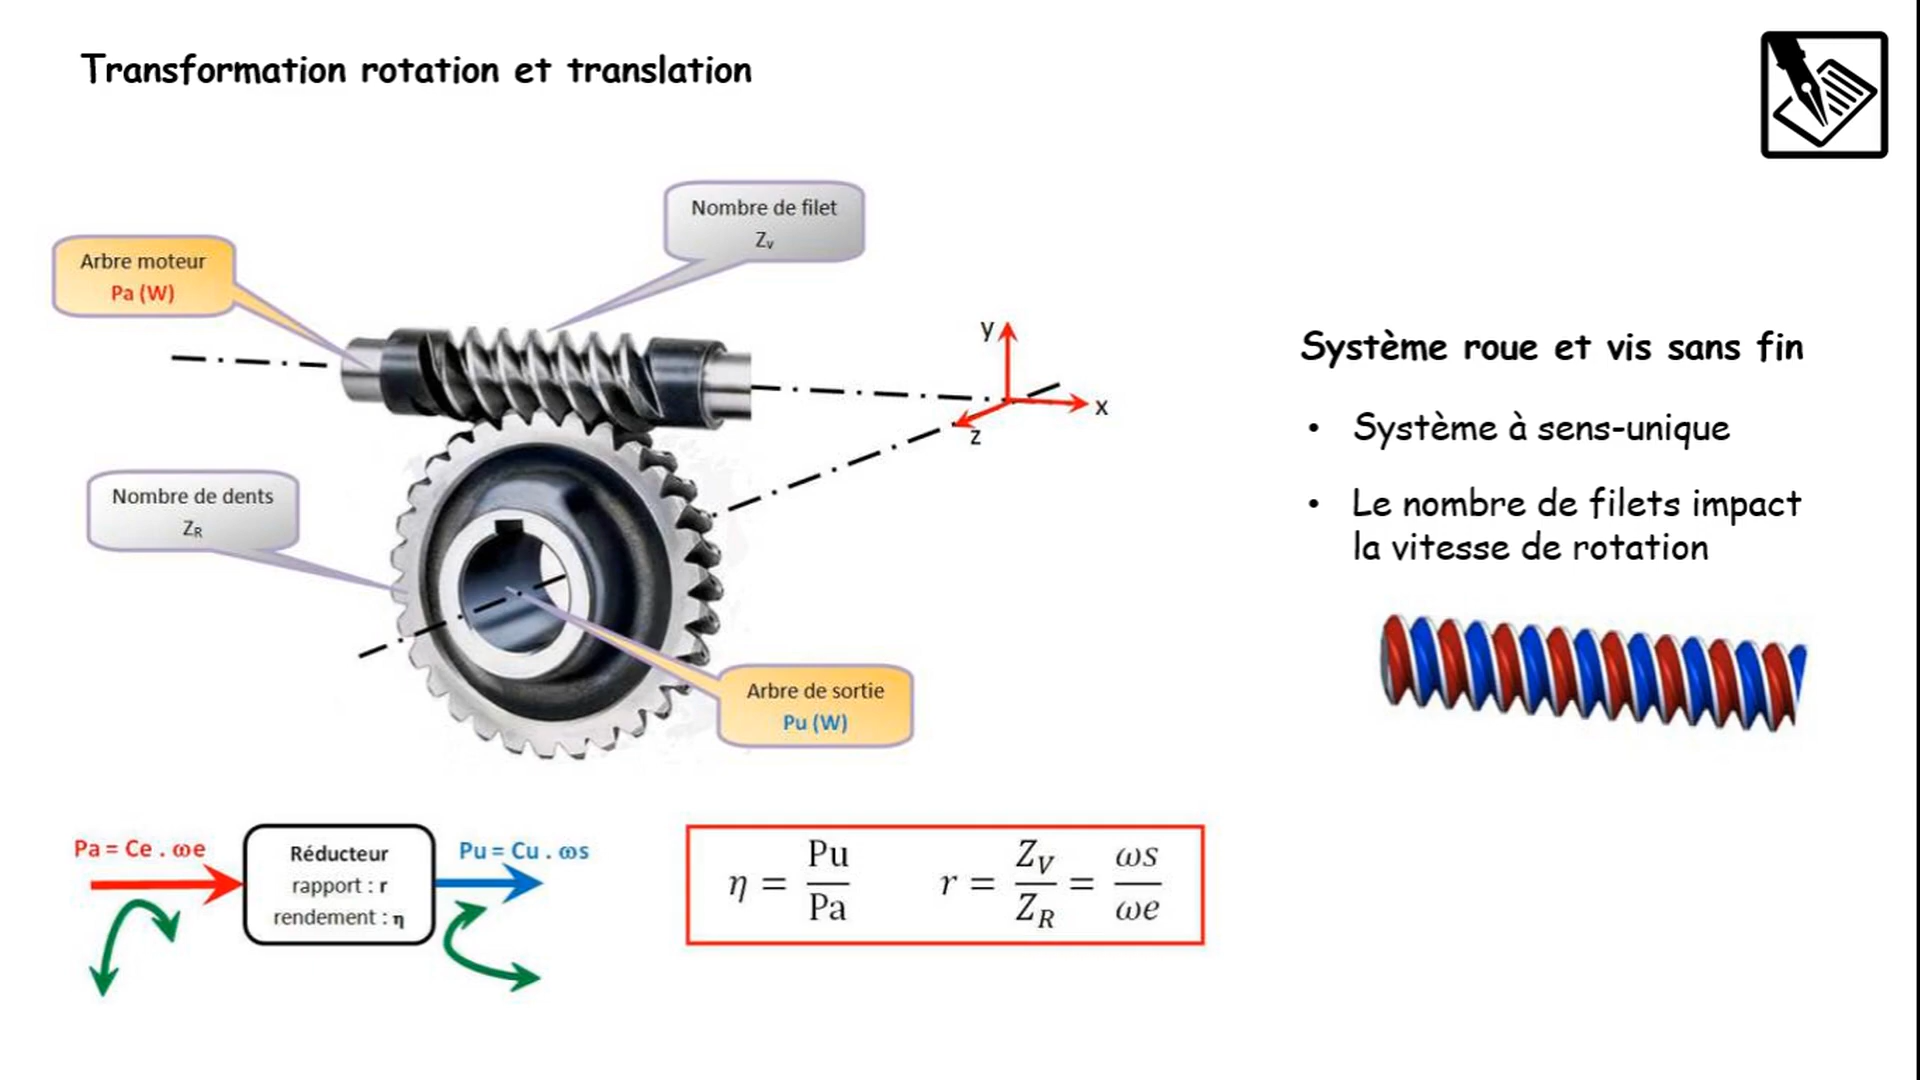 Transformation rotation et translation
Nombre de filet
Zv
Arbre moteur
Pa (W)
y
x
z
Nombre de dents
ZR
Arbre de sortie
Pu (W)
Système roue et vis sans fin
• Système à sens-unique
• Le nombre de filets impact
la vitesse de rotation
Pa = Ce . ωe
Réducteur
rapport : r
rendement : η
Pu = Cu . ωs
η = Pu/Pa
r = ZV/ZR = ωs/ωe